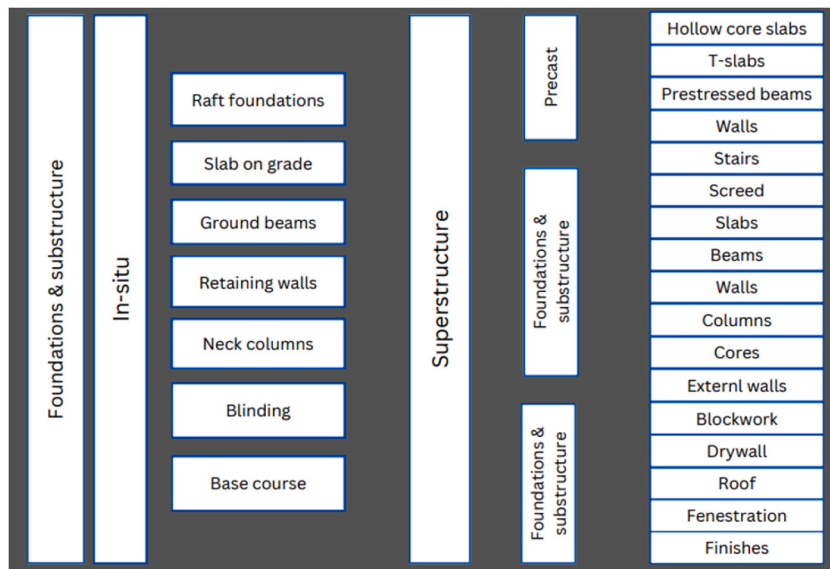 Foundations & substructure
In-situ
Raft foundations
Slab on grade
Ground beams
Retaining walls
Neck columns
Blinding
Base course
Superstructure
Precast
Foundations &
substructure
Foundations &
substructure
Hollow core slabs
T-slabs
Prestressed beams
Walls
Stairs
Screed
Slabs
Beams
Walls
Columns
Cores
Externl walls
Blockwork
Drywall
Roof
Fenestration
Finishes